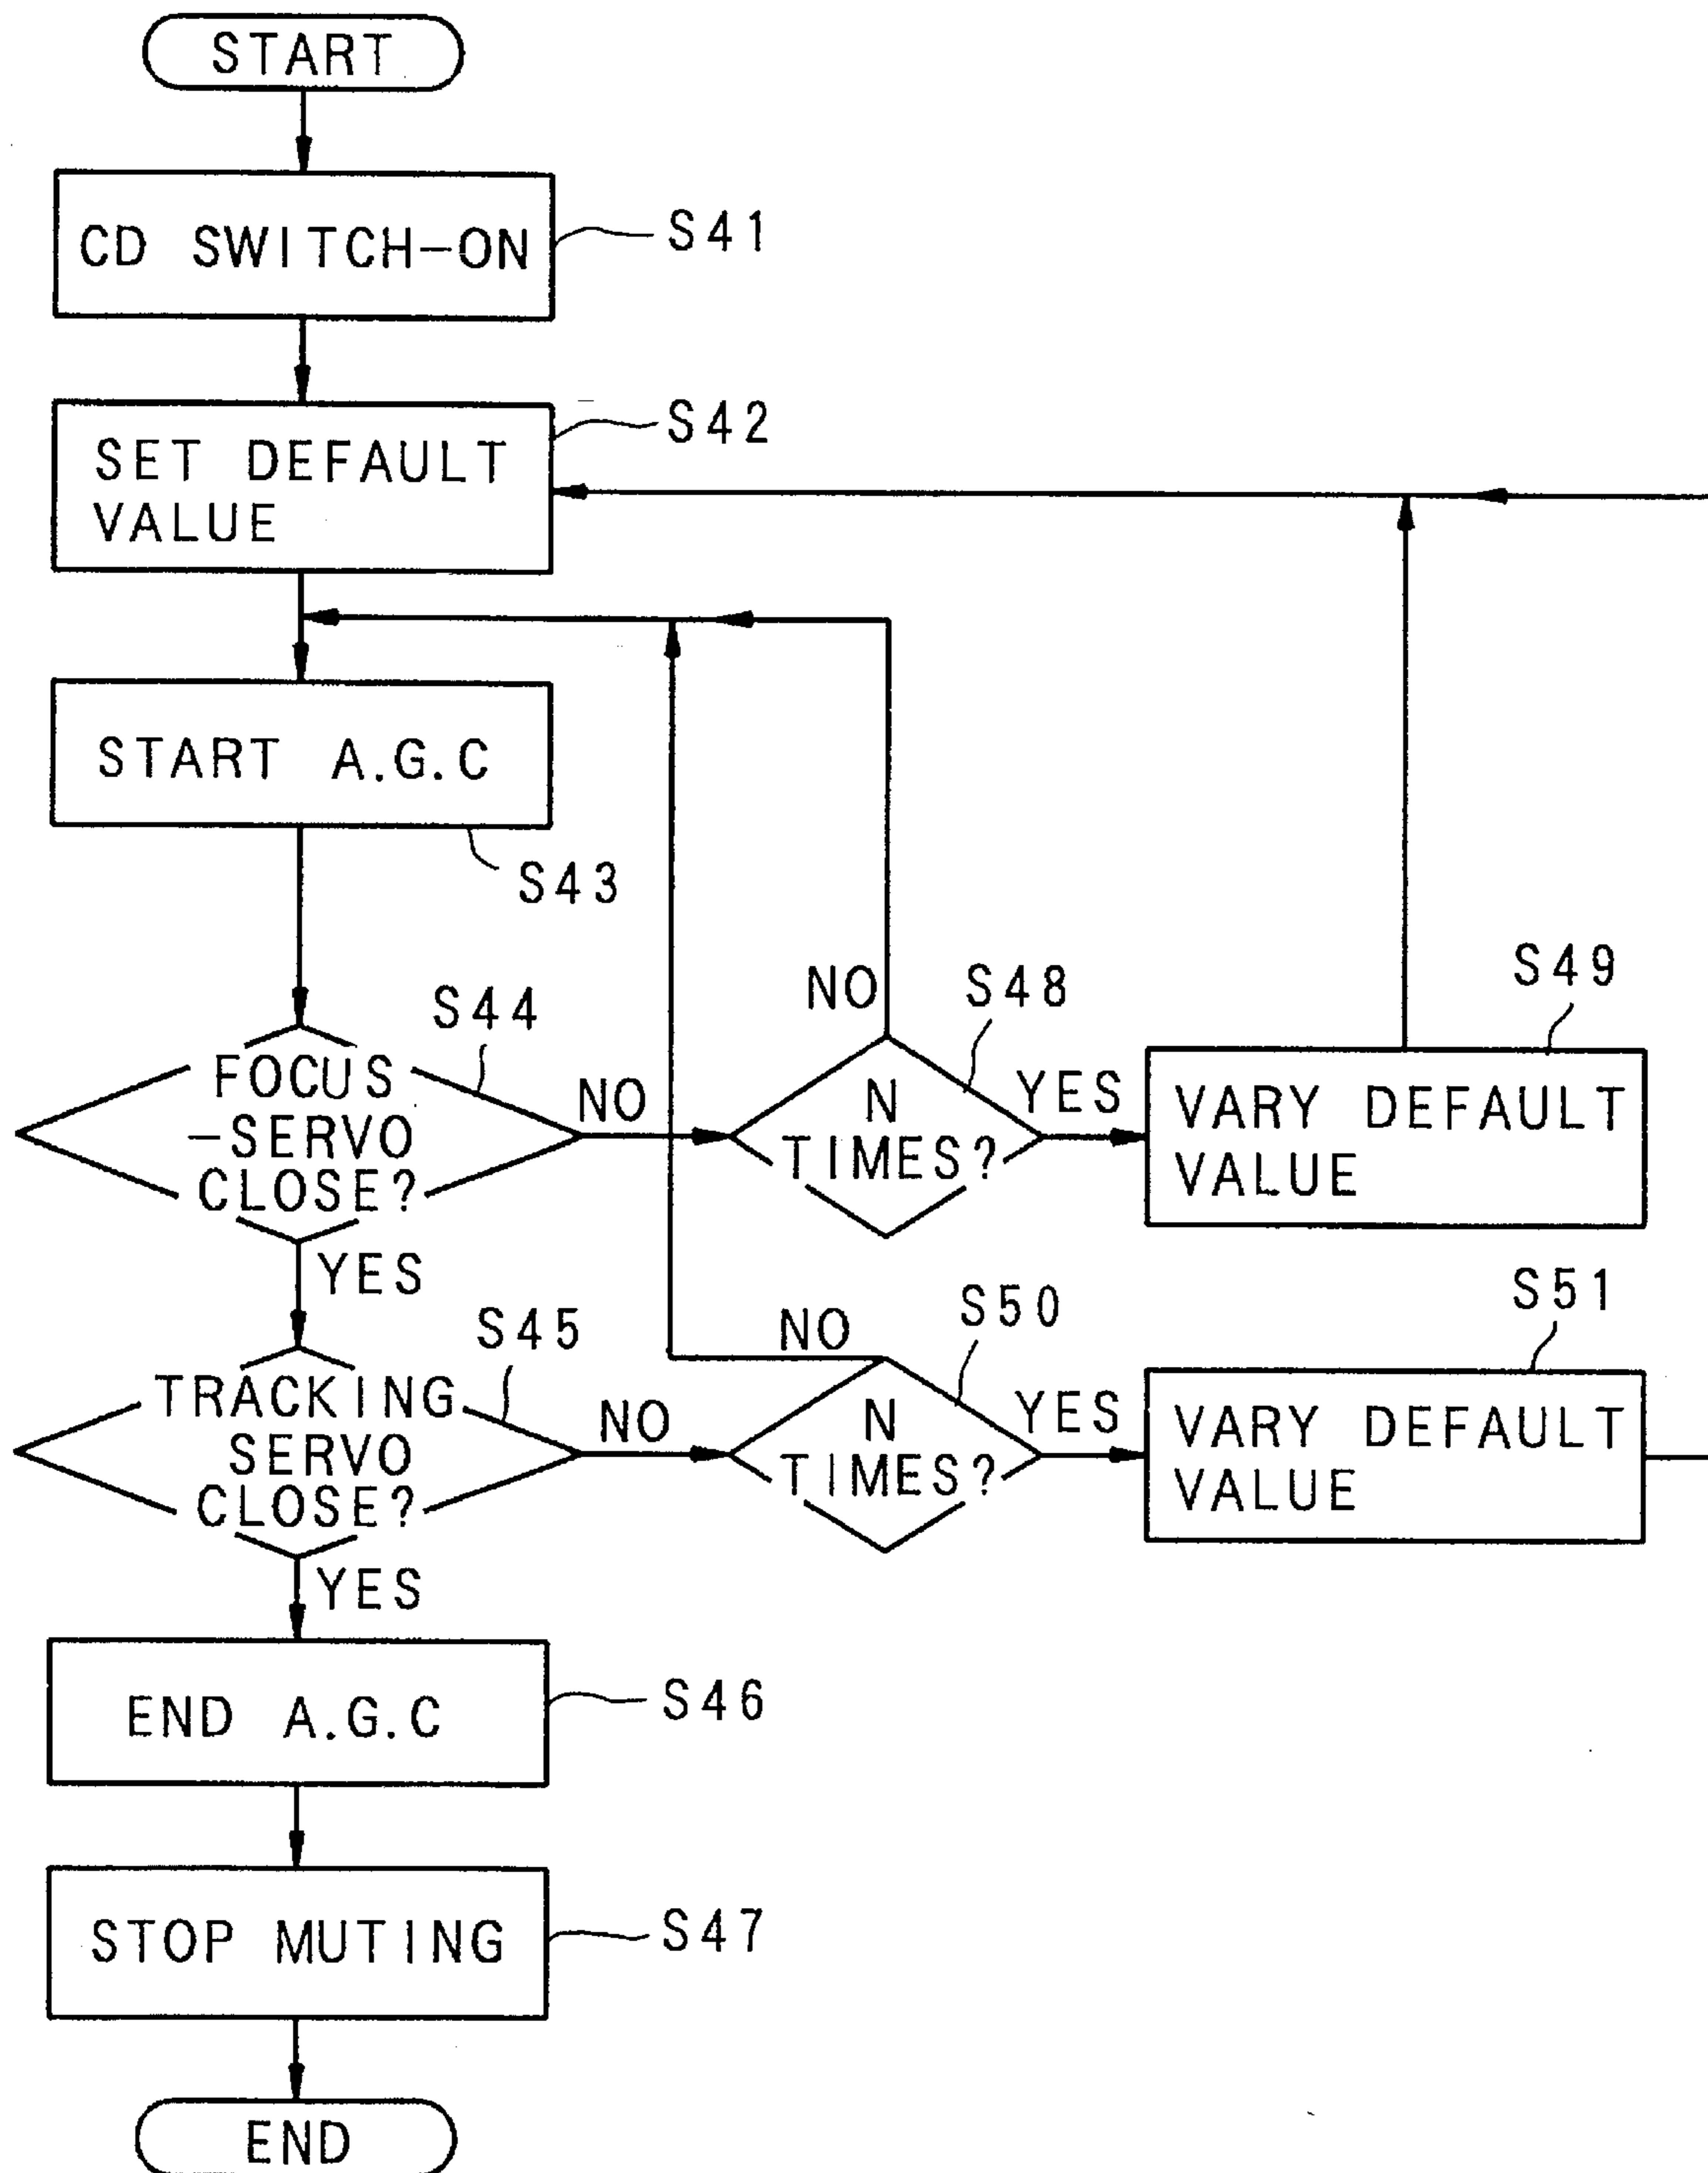 START
CD SWITCH-ON
S41
SET DEFAULT
VALUE
S42
START A.G.C
S43
FOCUS
-SERVO
CLOSE?
S44
NO
YES
N
TIMES?
S48
NO
YES
VARY DEFAULT
VALUE
S49
TRACKING
SERVO
CLOSE?
S45
NO
YES
N
TIMES?
S50
NO
YES
VARY DEFAULT
VALUE
S51
END A.G.C
S46
STOP MUTING
S47
END